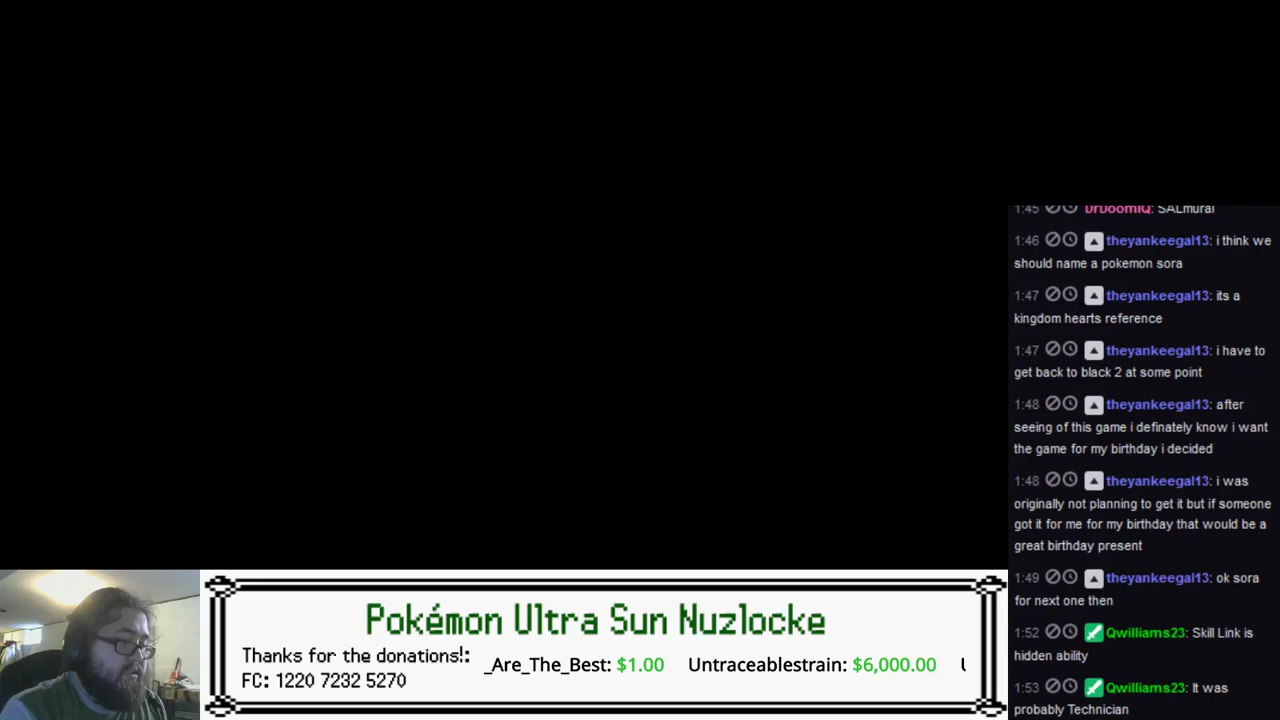 1:45 DrDoomIQ: SALmurai
1:46 theyankeegal13: i think we
should name a pokemon sora
1:47 theyankeegal13: its a
kingdom hearts reference
1:47 theyankeegal13: i have to
get back to black 2 at some point
1:48 theyankeegal13: after
seeing of this game i definately know i want
the game for my birthday i decided
1:48 theyankeegal13: i was
originally not planning to get it but if someone
got it for me for my birthday that would be a
great birthday present
1:49 theyankeegal13: ok sora
for next one then
1:52 Qwilliams23: Skill Link is
hidden ability
1:53 Qwilliams23: It was
probably Technician
Pokémon Ultra Sun Nuzlocke
Thanks for the donations!: _Are_The_Best: $1.00 Untraceablestrain: $6,000.00
FC: 1220 7232 5270